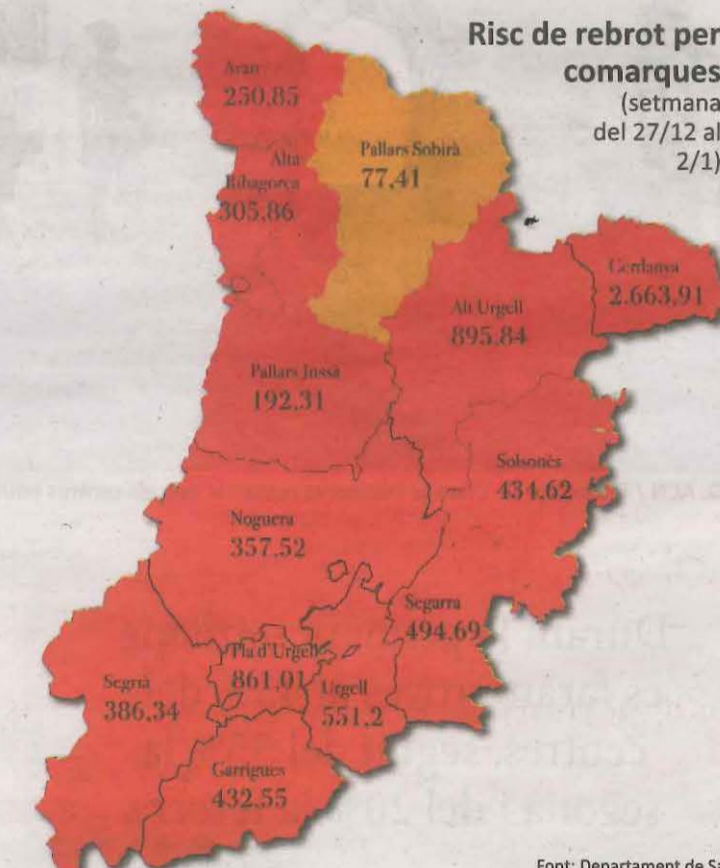 Risc de rebrot per
comarques
(setmana
del 27/12 al
2/1)
Aran
250,85
Alta
Ribagorça
305,86
Pallars Sobirà
77,41
Cerdanya
2.663,91
Alt Urgell
895,84
Pallars Jussà
192,31
Solsonès
434,62
Noguera
357,52
Segarra
494,69
Pla d'Urgell
861,01
Urgell
551,2
Segrià
386,34
Garrigues
432,55
Font: Departament de